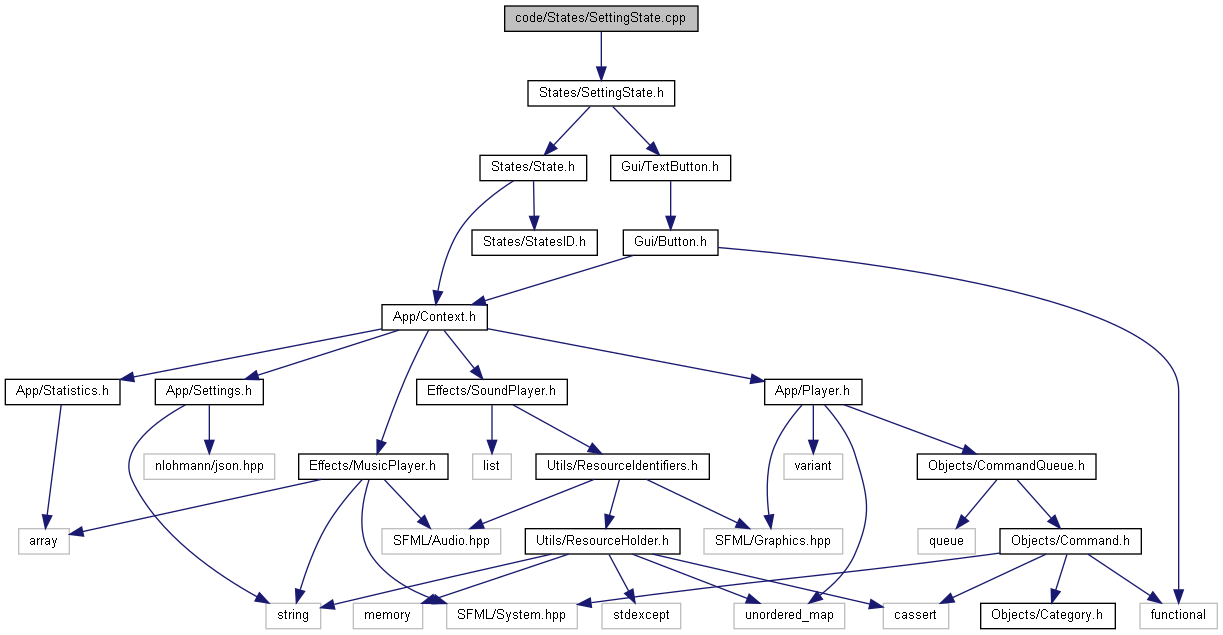 code/States/SettingState.cpp
States/SettingState.h
States/State.h
Gui/TextButton.h
States/StatesID.h
Gui/Button.h
App/Context.h
App/Statistics.h
App/Settings.h
Effects/SoundPlayer.h
App/Player.h
nlohmann/json.hpp
Effects/MusicPlayer.h
list
Utils/ResourceIdentifiers.h
variant
Objects/CommandQueue.h
array
SFML/Audio.hpp
Utils/ResourceHolder.h
SFML/Graphics.hpp
queue
Objects/Command.h
string
memory
SFML/System.hpp
stdexcept
unordered_map
cassert
Objects/Category.h
functional